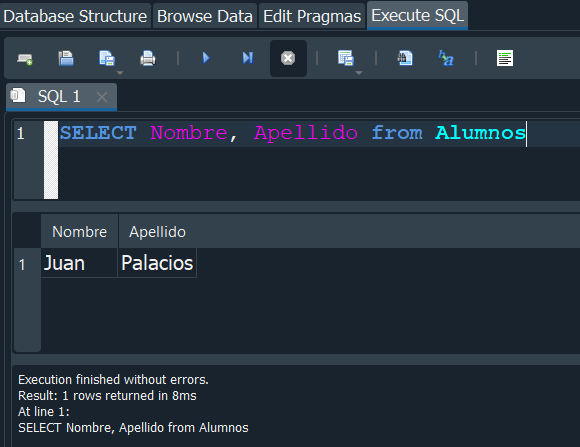 Database Structure Browse Data Edit Pragmas Execute SQL
SQL 1
1 SELECT Nombre, Apellido from Alumnos
Nombre Apellido
1 Juan Palacios
Execution finished without errors.
Result: 1 rows returned in 8ms
At line 1:
SELECT Nombre, Apellido from Alumnos